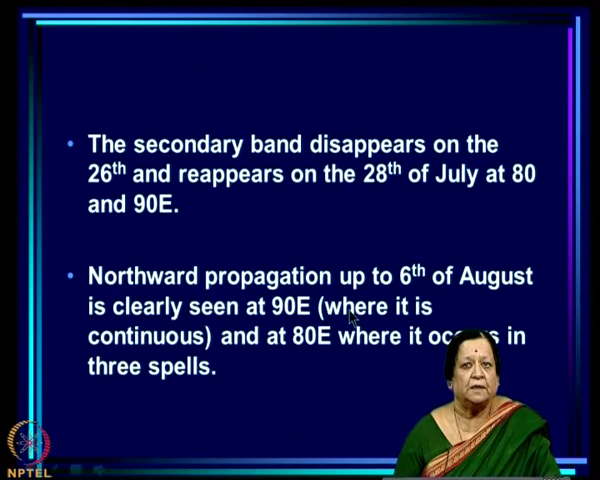 • The secondary band disappears on the
26th and reappears on the 28th of July at 80
and 90E.
• Northward propagation up to 6th of August
is clearly seen at 90E (where it is
continuous) and at 80E where it in
three spells.
NPTEL